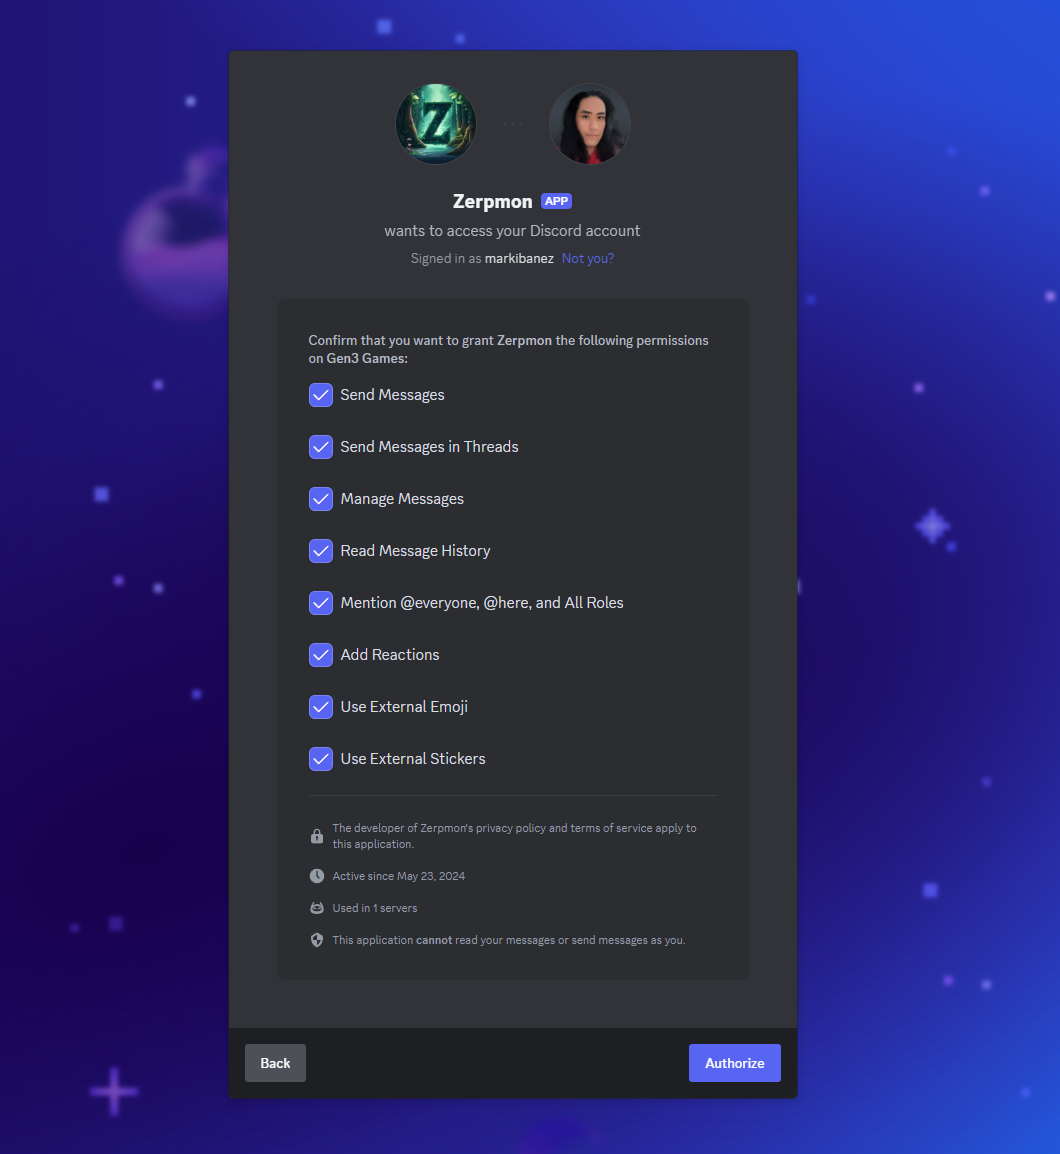 Z
Zerpmon APP
wants to access your Discord account
Signed in as markibanez Not you?
Confirm that you want to grant Zerpmon the following permissions
on Gen3 Games:
Send Messages
Send Messages in Threads
Manage Messages
Read Message History
Mention @everyone, @here, and All Roles
Add Reactions
Use External Emoji
Use External Stickers
The developer of Zerpmon's privacy policy and terms of service apply to
this application.
Active since May 23, 2024
Used in 1 servers
This application cannot read your messages or send messages as you.
Back
Authorize